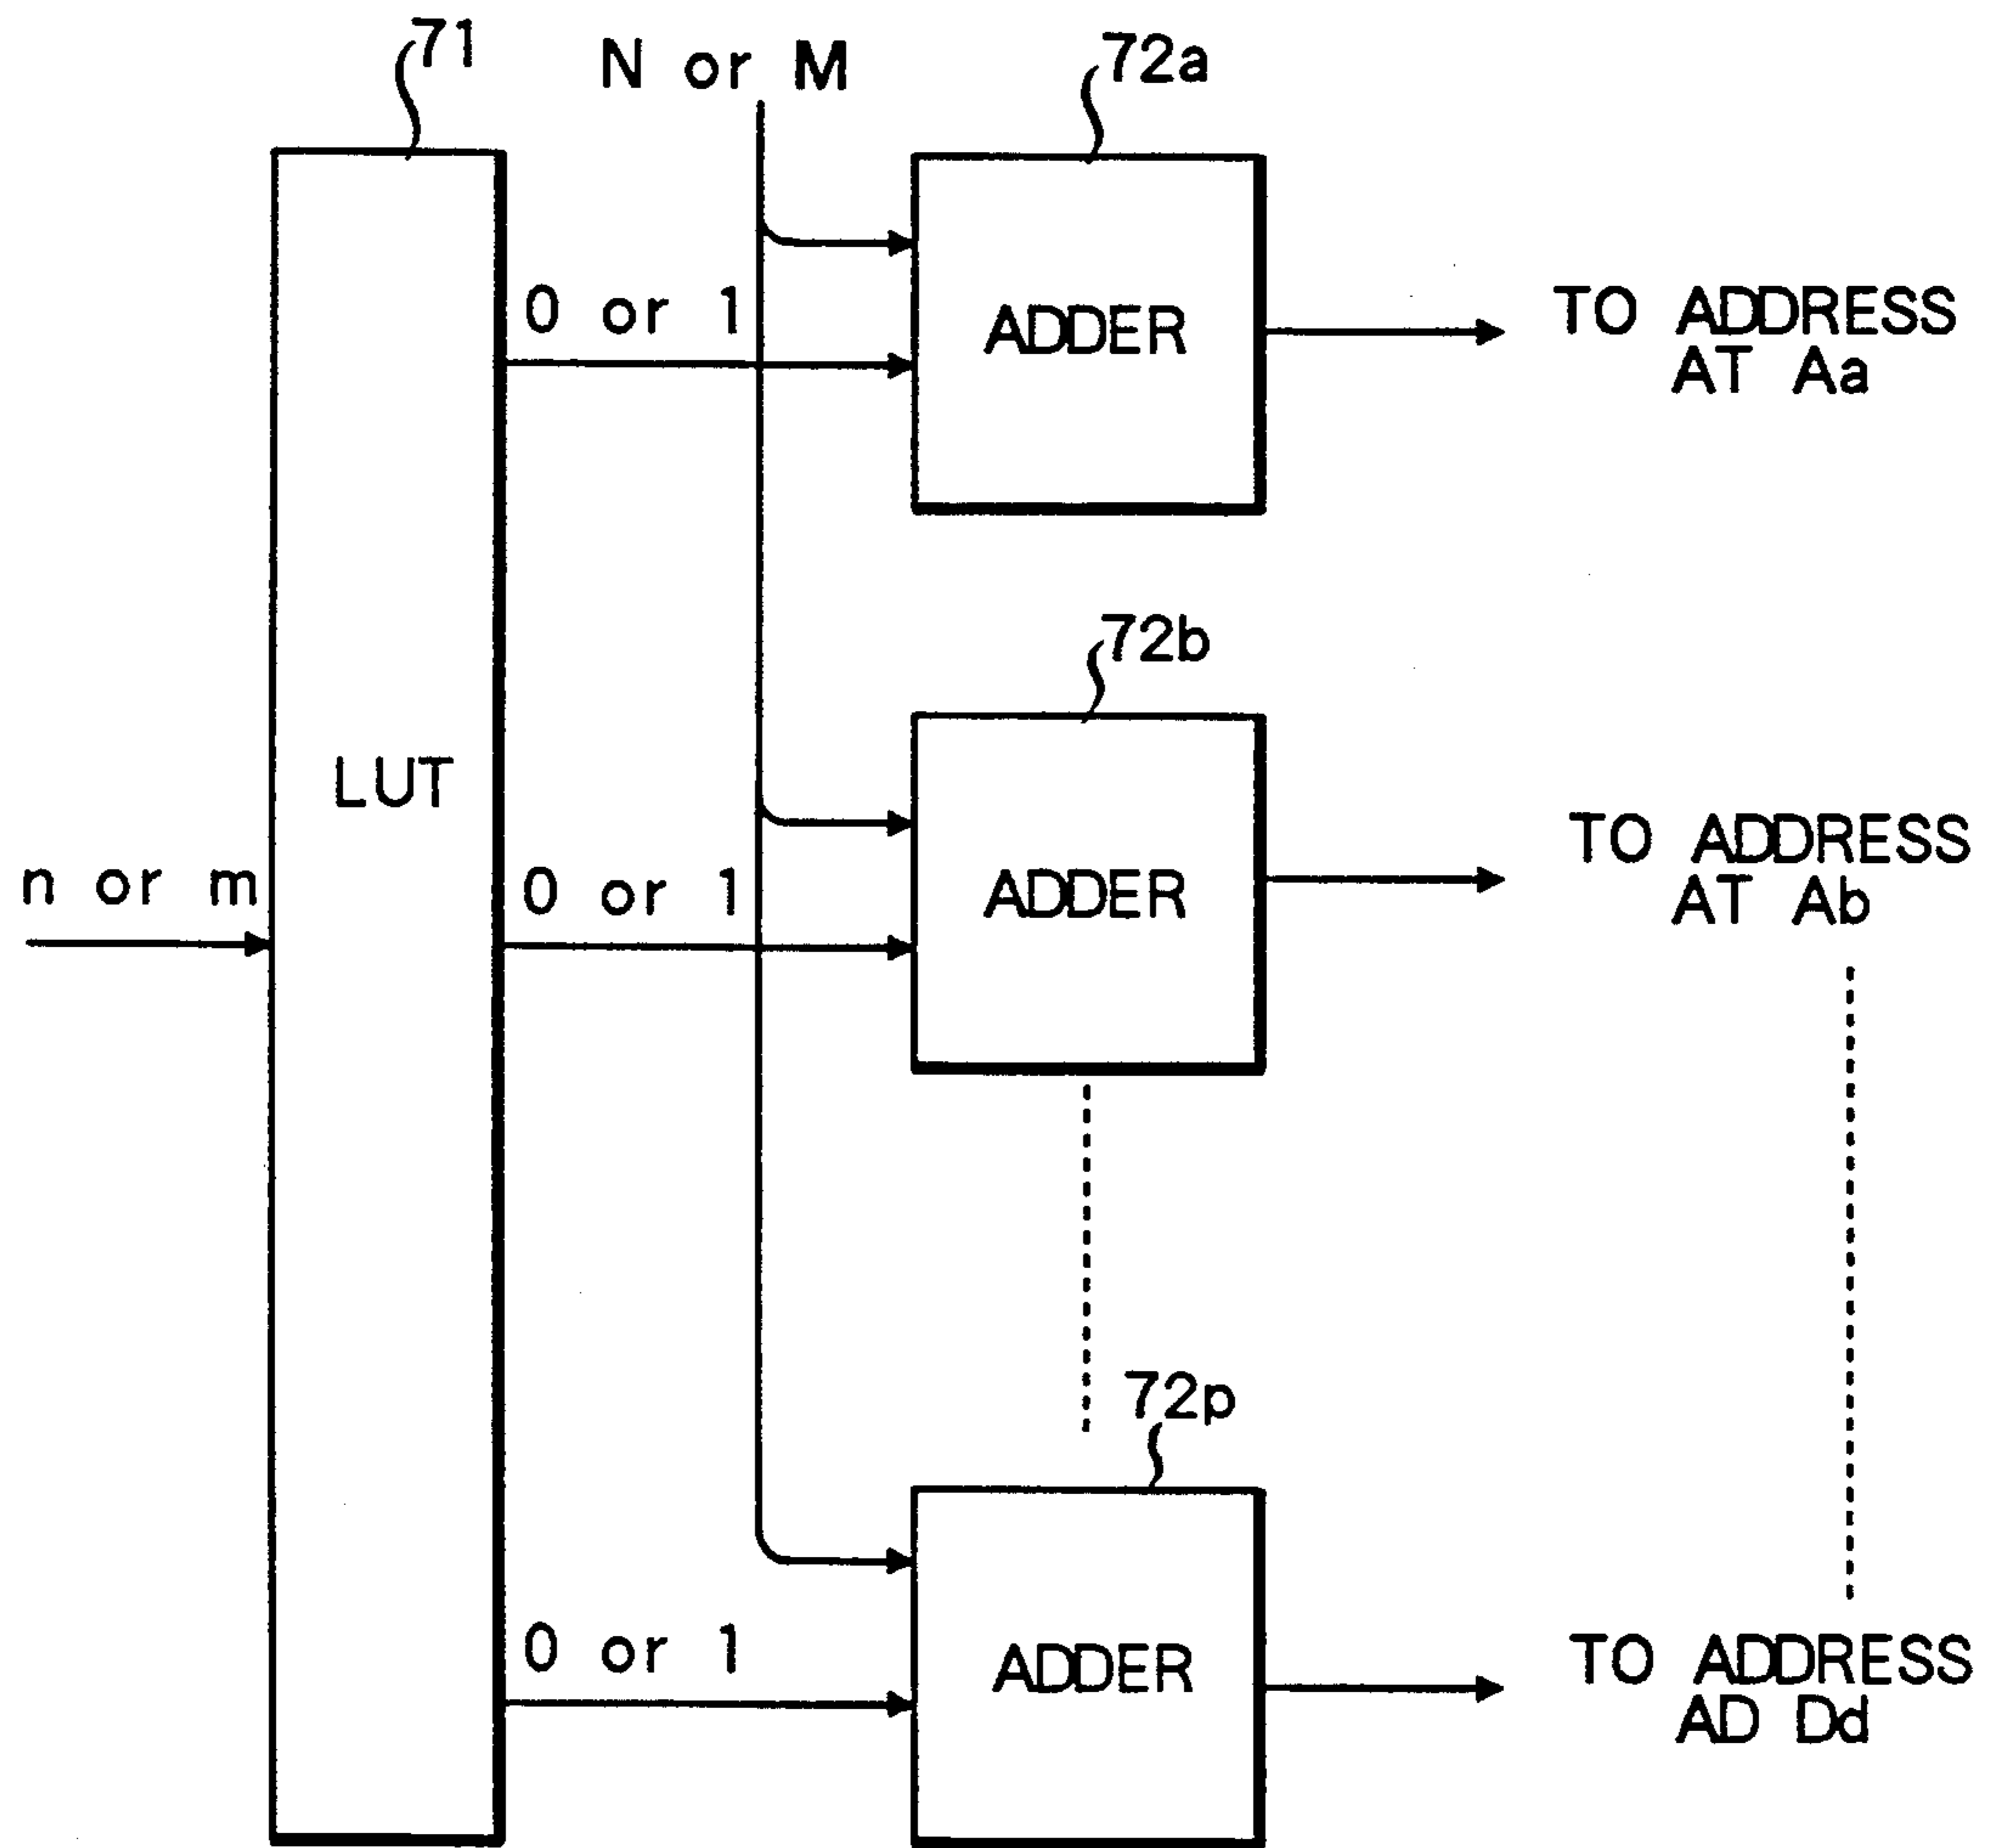 71
N or M
72a
0 or 1
ADDER
TO ADDRESS
AT Aa
72b
LUT
n or m
0 or 1
ADDER
TO ADDRESS
AT Ab
72p
0 or 1
ADDER
TO ADDRESS
AD Dd